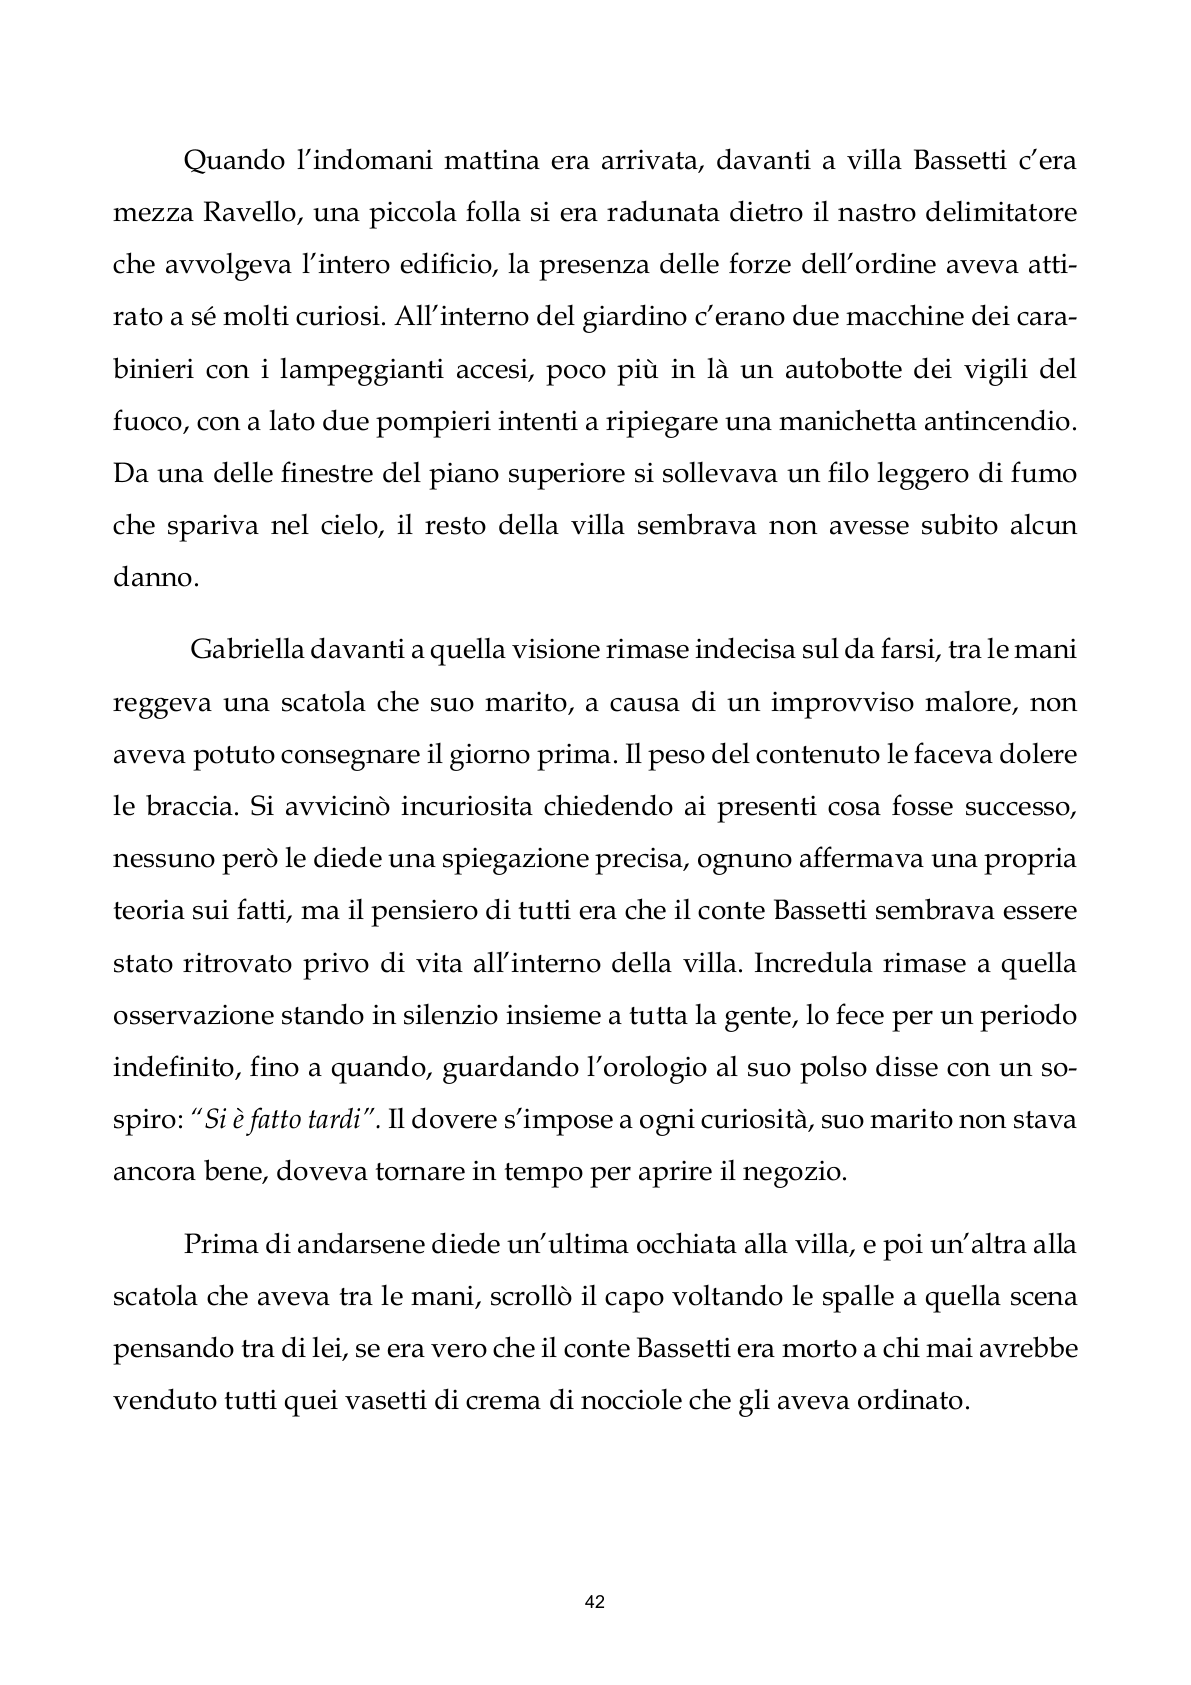 Quando l’indomani mattina era arrivata, davanti a villa Bassetti c’era
mezza Ravello, una piccola folla si era radunata dietro il nastro delimitatore
che avvolgeva l’intero edificio, la presenza delle forze dell’ordine aveva atti-
rato a sé molti curiosi. All’interno del giardino c’erano due macchine dei cara-
binieri con i lampeggianti accesi, poco più in là un autobotte dei vigili del
fuoco, con a lato due pompieri intenti a ripiegare una manichetta antincendio.
Da una delle finestre del piano superiore si sollevava un filo leggero di fumo
che spariva nel cielo, il resto della villa sembrava non avesse subito alcun
danno.
Gabriella davanti a quella visione rimase indecisa sul da farsi, tra le mani
reggeva una scatola che suo marito, a causa di un improvviso malore, non
aveva potuto consegnare il giorno prima. Il peso del contenuto le faceva dolere
le braccia. Si avvicinò incuriosita chiedendo ai presenti cosa fosse successo,
nessuno però le diede una spiegazione precisa, ognuno affermava una propria
teoria sui fatti, ma il pensiero di tutti era che il conte Bassetti sembrava essere
stato ritrovato privo di vita all’interno della villa. Incredula rimase a quella
osservazione stando in silenzio insieme a tutta la gente, lo fece per un periodo
indefinito, fino a quando, guardando l’orologio al suo polso disse con un so-
spiro: “Si è fatto tardi”. Il dovere s’impose a ogni curiosità, suo marito non stava
ancora bene, doveva tornare in tempo per aprire il negozio.
Prima di andarsene diede un’ultima occhiata alla villa, e poi un’altra alla
scatola che aveva tra le mani, scrollò il capo voltando le spalle a quella scena
pensando tra di lei, se era vero che il conte Bassetti era morto a chi mai avrebbe
venduto tutti quei vasetti di crema di nocciole che gli aveva ordinato.
42